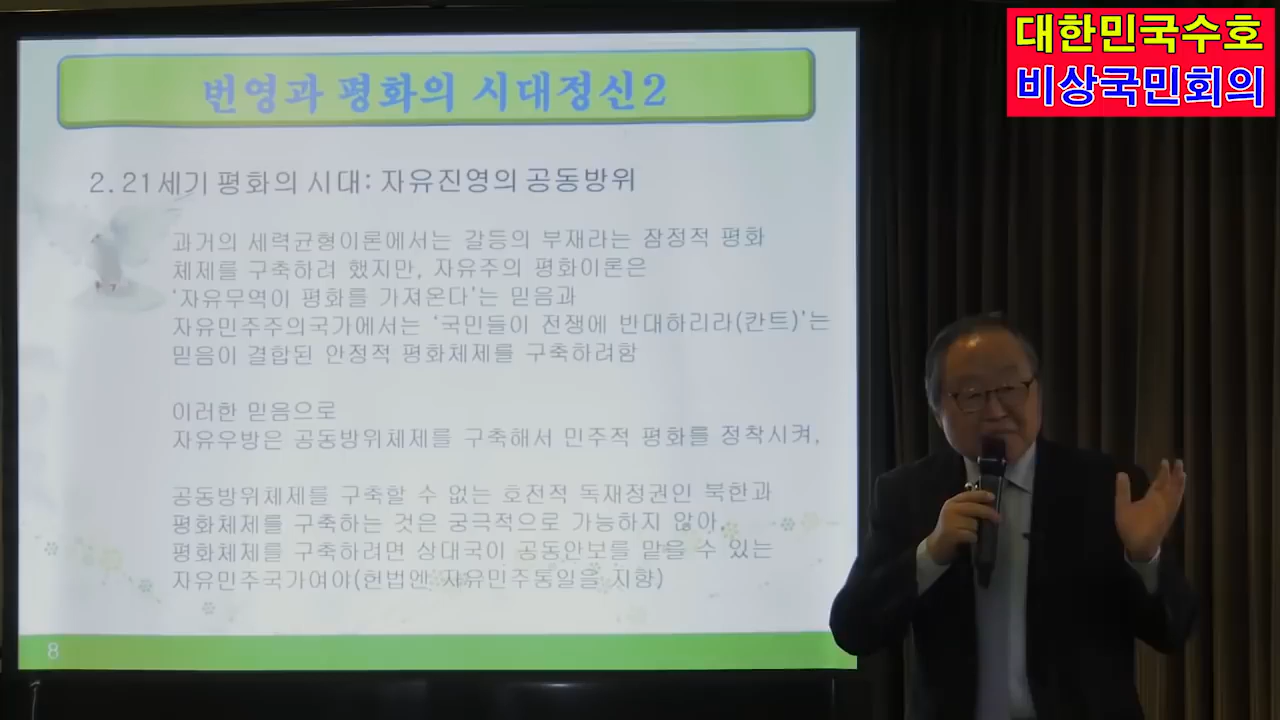 대한민국수호
비상국민회의
번영과 평화의 시대정신2
2. 21세기 평화의 시대: 자유진영의 공동방위
과거의 세력균형이론에서는 갈등의 부재라는 잠정적 평화
체제를 구축하려 했지만, 자유주의 평화이론은
‘자유무역이 평화를 가져온다’는 믿음과
자유민주주의국가에서는 ‘국민들이 전쟁에 반대하리라(칸트)’는
믿음이 결합된 안정적 평화체제를 구축하려함
이러한 믿음으로
자유우방은 공동방위체제를 구축해서 민주적 평화를 정착시켜,
공동방위체제를 구축할 수 없는 호전적 독재정권인 북한과
평화체제를 구축하는 것은 궁극적으로 가능하지 않아,
평화체제를 구축하려면 상대국이 공동안보를 맡을 수 있는
자유민주국가여야(헌법엔 자유민주통일을 지향)
8